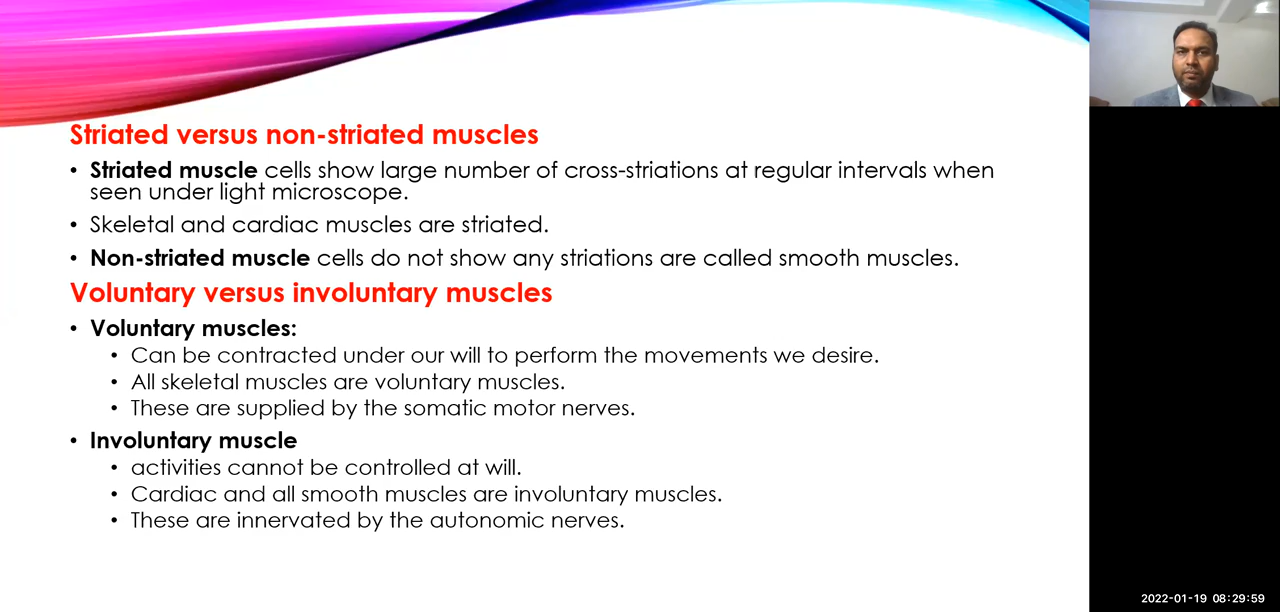 Striated versus non-striated muscles
• Striated muscle cells show large number of cross-striations at regular intervals when
seen under light microscope.
• Skeletal and cardiac muscles are striated.
• Non-striated muscle cells do not show any striations are called smooth muscles.
Voluntary versus involuntary muscles
• Voluntary muscles:
• Can be contracted under our will to perform the movements we desire.
• All skeletal muscles are voluntary muscles.
• These are supplied by the somatic motor nerves.
• Involuntary muscle
• activities cannot be controlled at will.
• Cardiac and all smooth muscles are involuntary muscles.
• These are innervated by the autonomic nerves.
2022-01-19 08:29:59